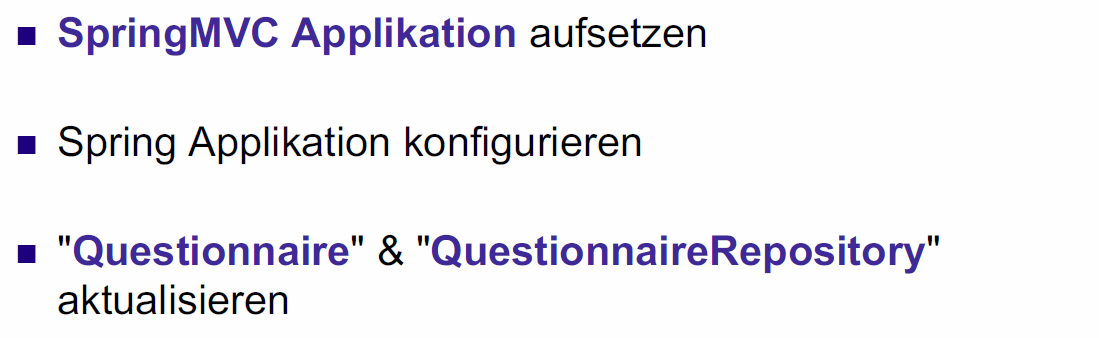 SpringMVC Applikation aufsetzen
Spring Applikation konfigurieren
"Questionnaire" & "QuestionnaireRepository"
aktualisieren